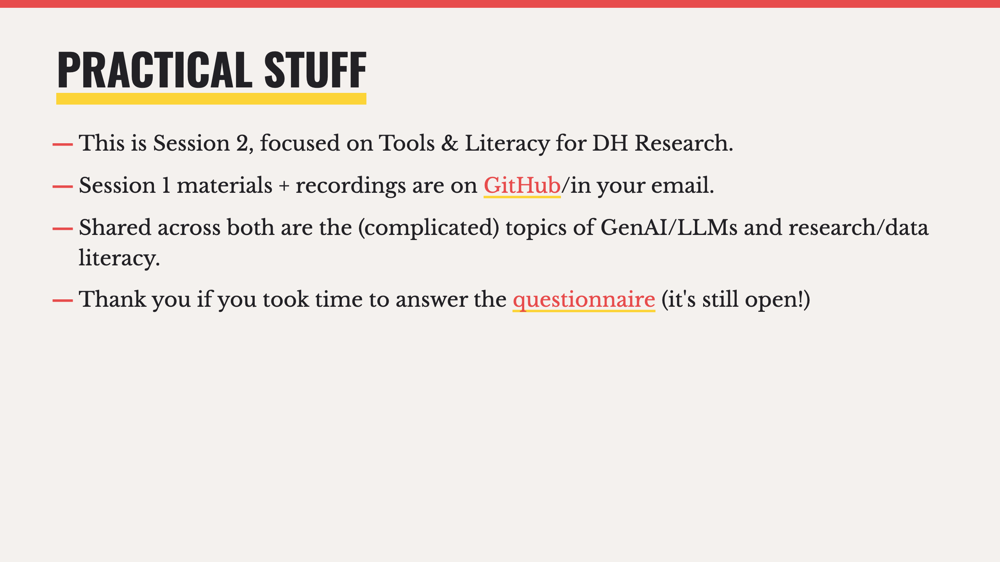 PRACTICAL STUFF
— This is Session 2, focused on Tools & Literacy for DH Research.
— Session 1 materials + recordings are on GitHub/in your email.
— Shared across both are the (complicated) topics of GenAI/LLMs and research/data
literacy.
— Thank you if you took time to answer the questionnaire (it's still open!)